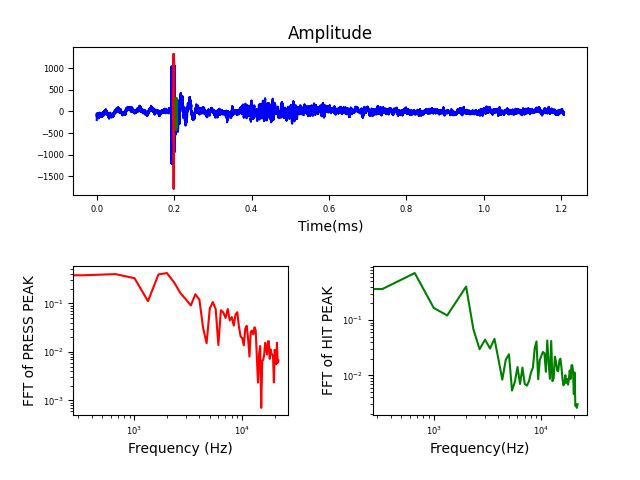 Amplitude
1000
500
0
−500
−1000
−1500
0.0 0.2 0.4 0.6 0.8 1.0 1.2
Time(ms)
FFT of PRESS PEAK
10⁻¹
10⁻²
10⁻³
10³ 10⁴
Frequency (Hz)
FFT of HIT PEAK
10⁻¹
10⁻²
10³ 10⁴
Frequency(Hz)